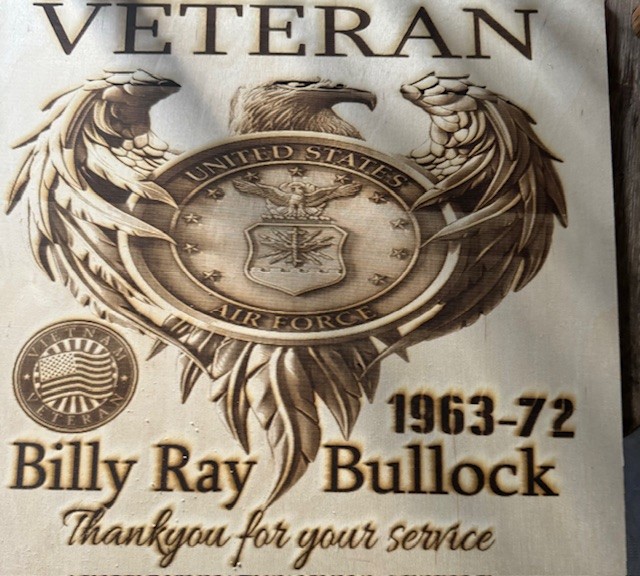 VETERAN
UNITED STATES
AIR FORCE
VIETNAM
VETERAN
1963-72
Billy Ray Bullock
Thankyou for your service